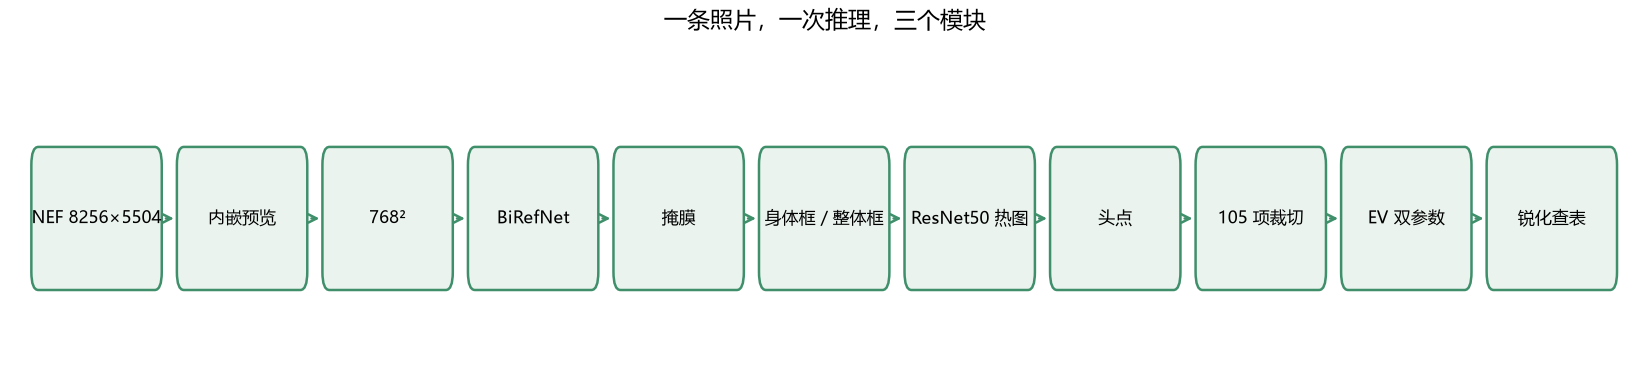 一条照片，一次推理，三个模块
NEF 8256×5504
内嵌预览
768²
BiRefNet
掩膜
身体框 / 整体框
ResNet50 热图
头点
105 项裁切
EV 双参数
锐化查表